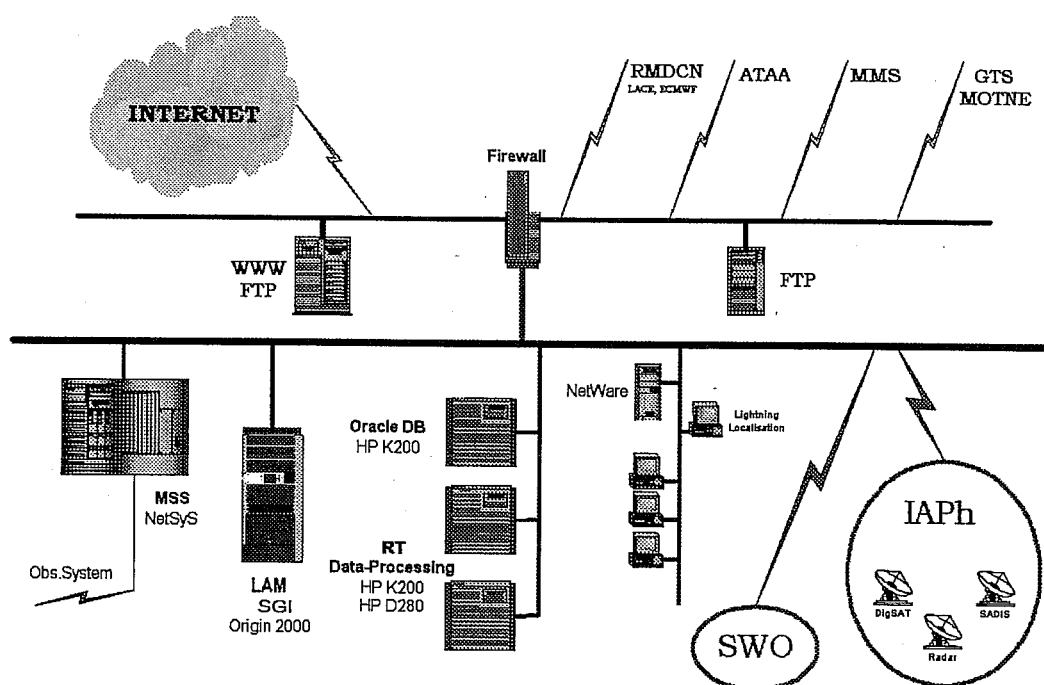 INTERNET
RMDCN
LACE, ECMWF
ATAA
MMS
GTS
MOTNE
Firewall
WWW
FTP
FTP
MSS
NetSyS
Obs.System
LAM
SGI
Origin 2000
Oracle DB
HP K200
RT
Data-Processing
HP K200
HP D280
NetWare
Lightning
Localisation
SWO
IAPh
DigSAT
SADIS
Radar